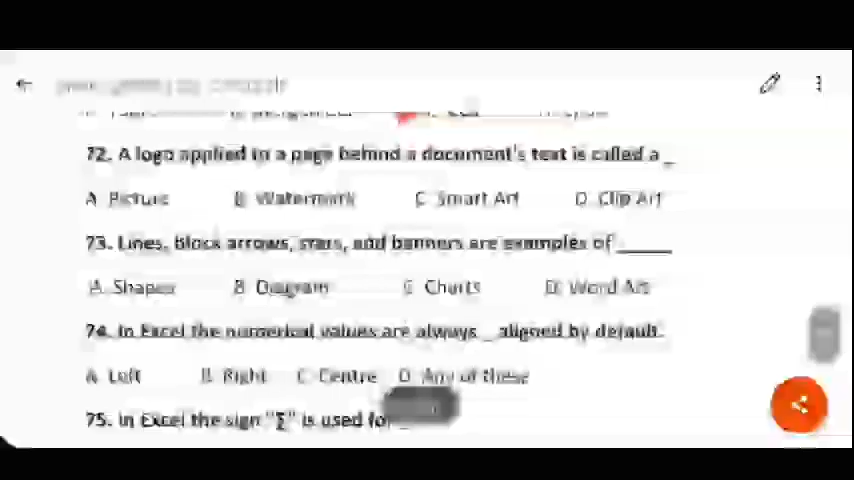 72. A logo applied to a page behind a document's text is called a _
A Picture B Watermark C Smart Art D Clip Art
73. Lines, Block arrows, stars, and banners are examples of _____
A Shapes B Diagram C Charts D Word Art
74. In Excel the numerical values are always _ aligned by default.
A Left B Right C Centre D Any of these
75. In Excel the sign "∑" is used for